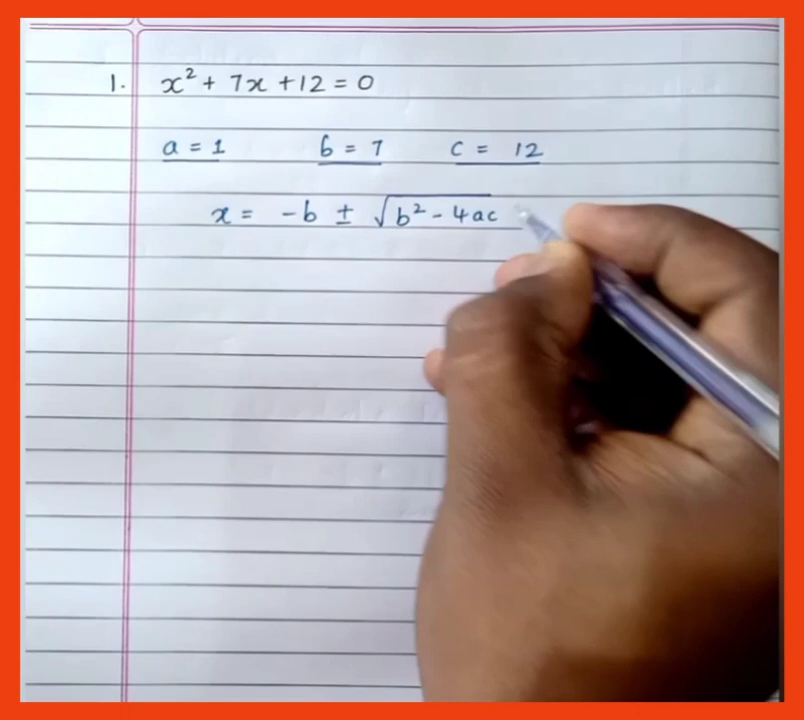 1. x² + 7x + 12 = 0
a = 1 b = 7 c = 12
x = -b ± √b² - 4ac